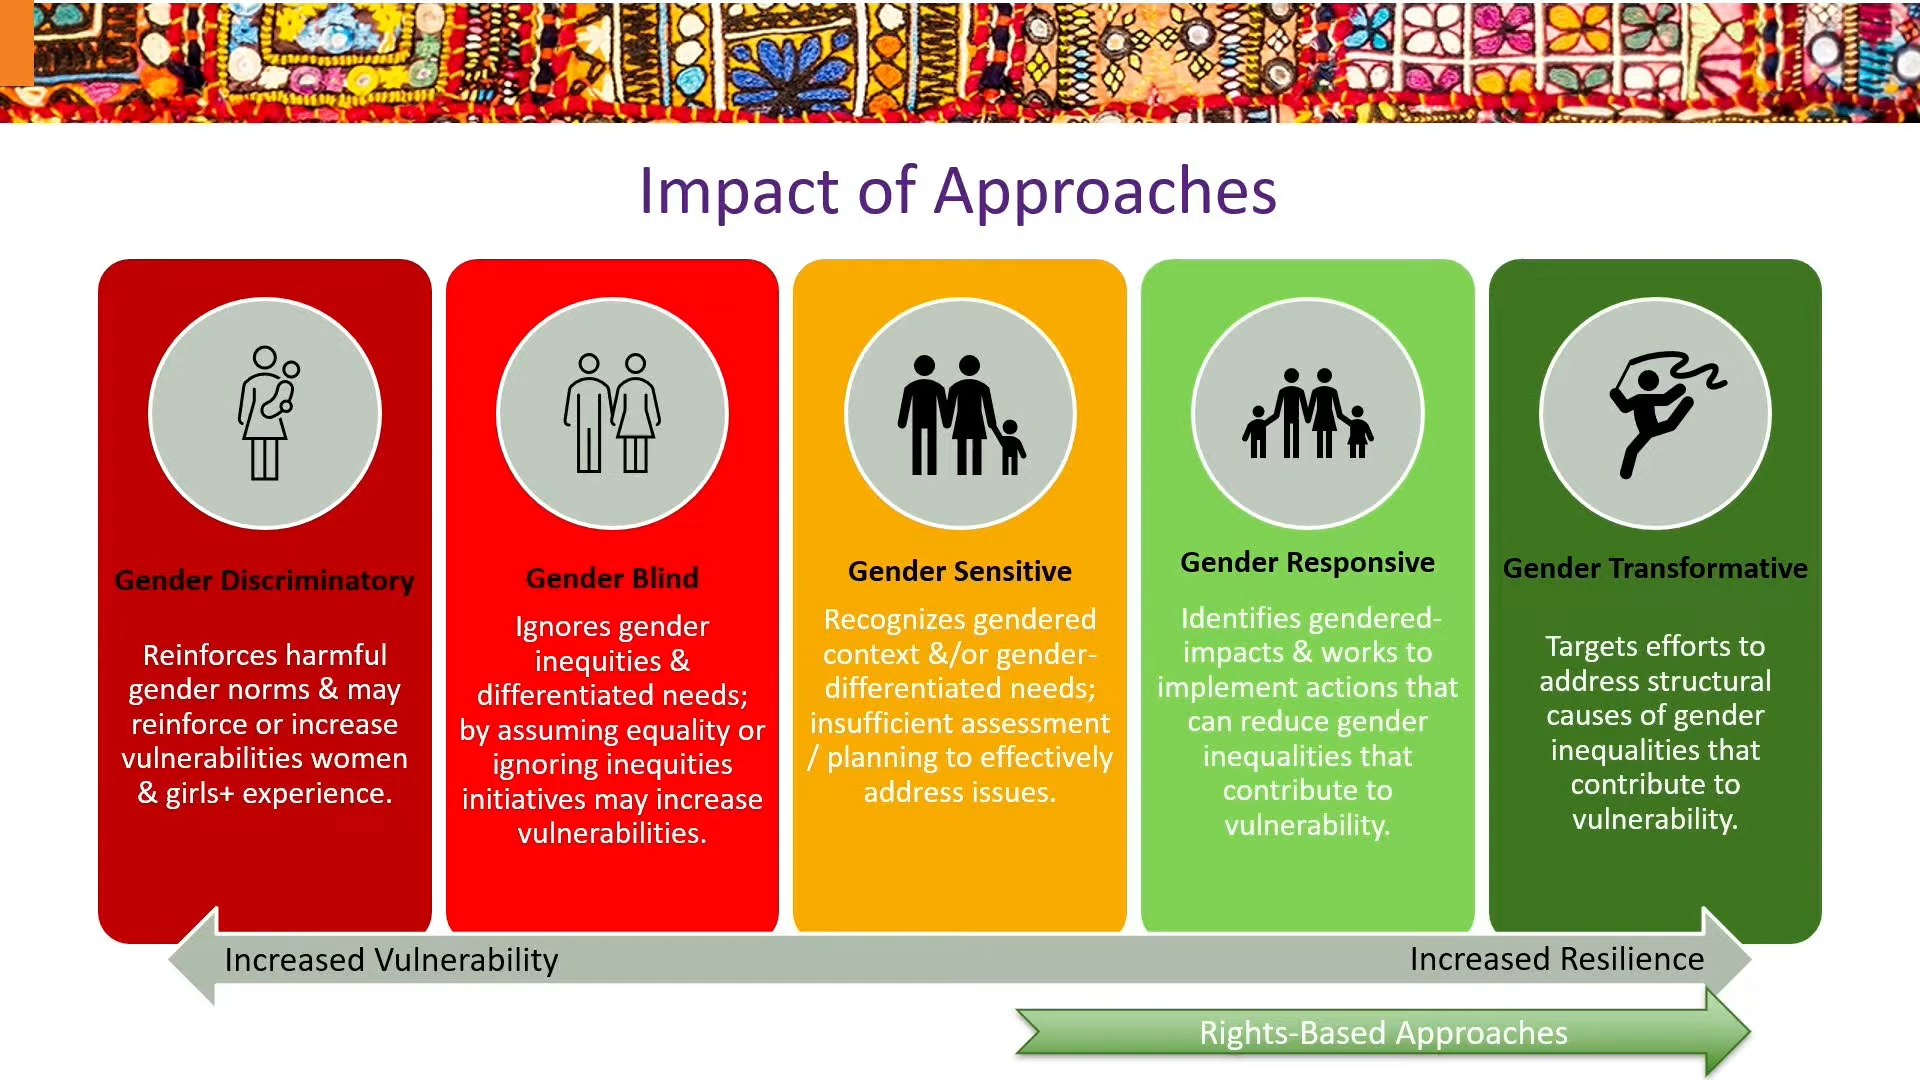 Impact of Approaches
Gender Discriminatory
Reinforces harmful
gender norms & may
reinforce or increase
vulnerabilities women
& girls+ experience.
Gender Blind
Ignores gender
inequities &
differentiated needs;
by assuming equality or
ignoring inequities
initiatives may increase
vulnerabilities.
Gender Sensitive
Recognizes gendered
context &/or gender-
differentiated needs;
insufficient assessment
/ planning to effectively
address issues.
Gender Responsive
Identifies gendered-
impacts & works to
implement actions that
can reduce gender
inequalities that
contribute to
vulnerability.
Gender Transformative
Targets efforts to
address structural
causes of gender
inequalities that
contribute to
vulnerability.
Increased Vulnerability
Increased Resilience
Rights-Based Approaches